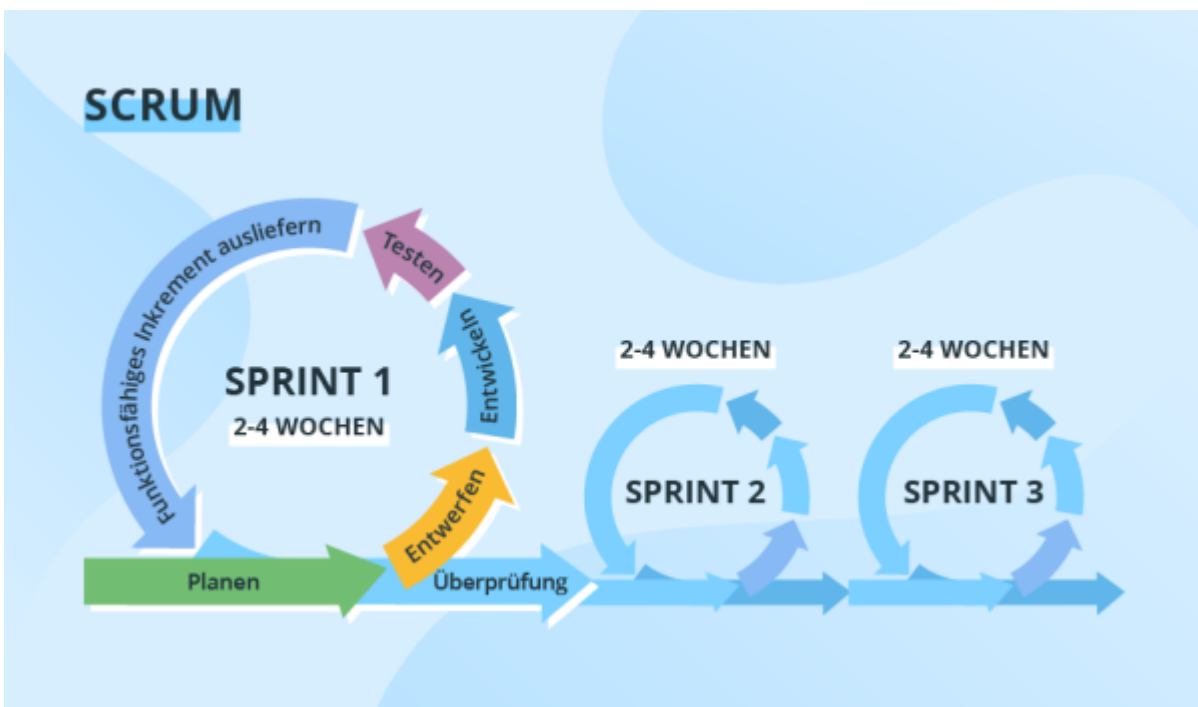 SCRUM
Funktionsfähiges Inkrement ausliefern
Testen
Entwickeln
SPRINT 1
2-4 WOCHEN
Entwerfen
Planen
Überprüfung
2-4 WOCHEN
SPRINT 2
2-4 WOCHEN
SPRINT 3